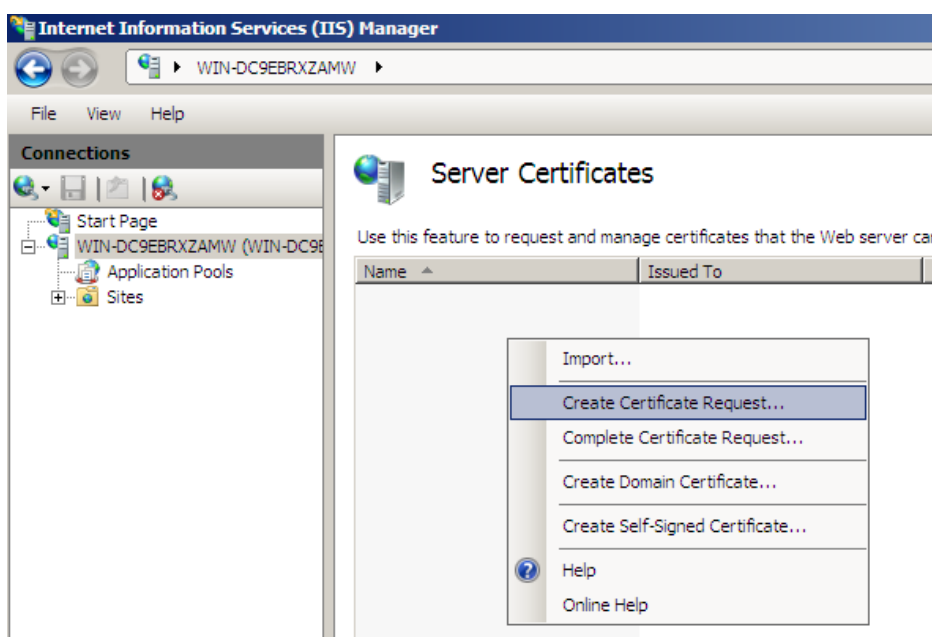 Internet Information Services (IIS) Manager
WIN-DC9EBRXZAMW
File View Help
Connections
Start Page
WIN-DC9EBRXZAMW (WIN-DC9E
Application Pools
Sites
Server Certificates
Use this feature to request and manage certificates that the Web server ca
Name Issued To
Import...
Create Certificate Request...
Complete Certificate Request...
Create Domain Certificate...
Create Self-Signed Certificate...
Help
Online Help